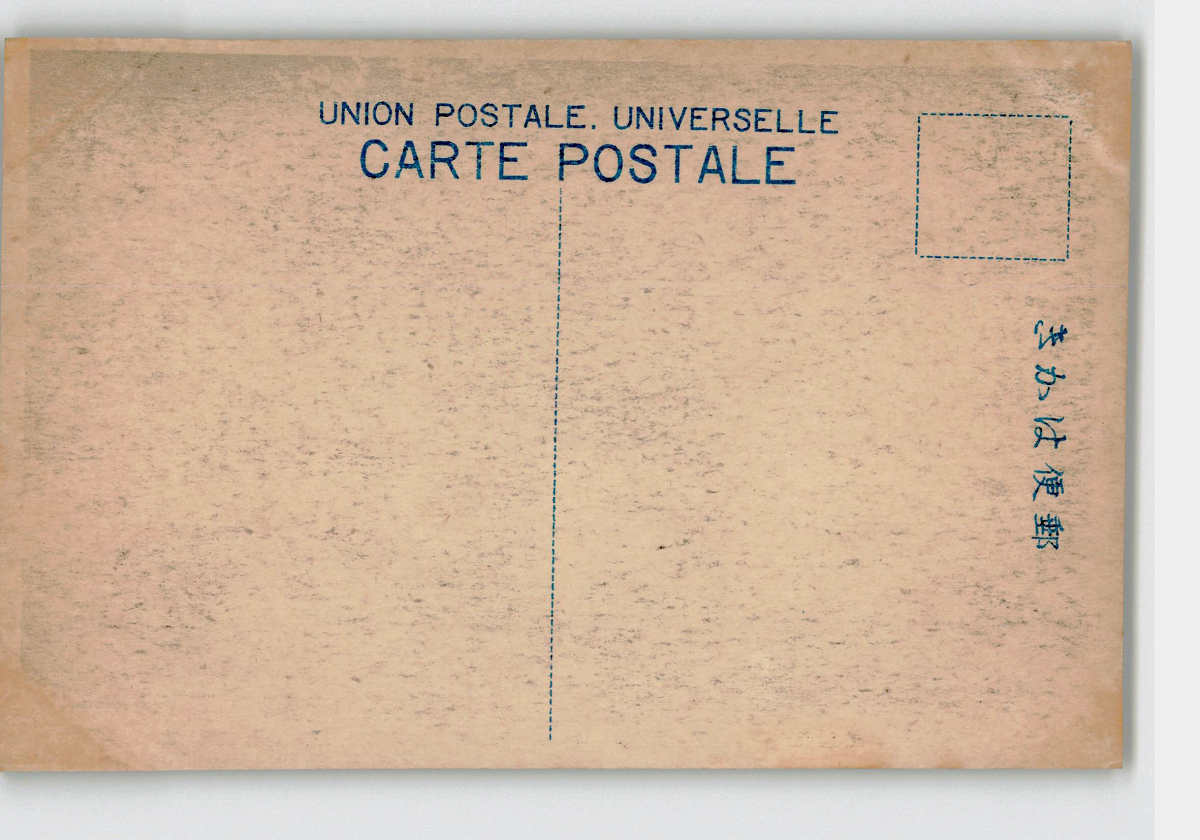 UNION POSTALE. UNIVERSELLE
CARTE POSTALE
郵便はかき